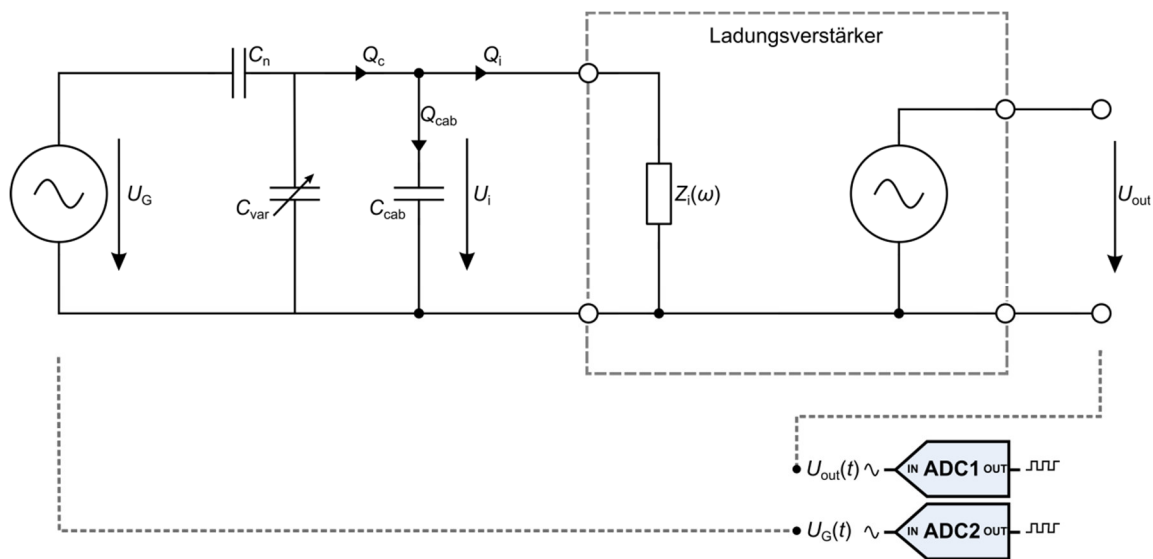 Ladungsverstärker
C_n
Q_c
Q_i
Q_cab
U_G
C_var
C_cab
U_i
Z_i(ω)
U_out
U_out(t) IN ADC1 OUT
U_G(t) IN ADC2 OUT